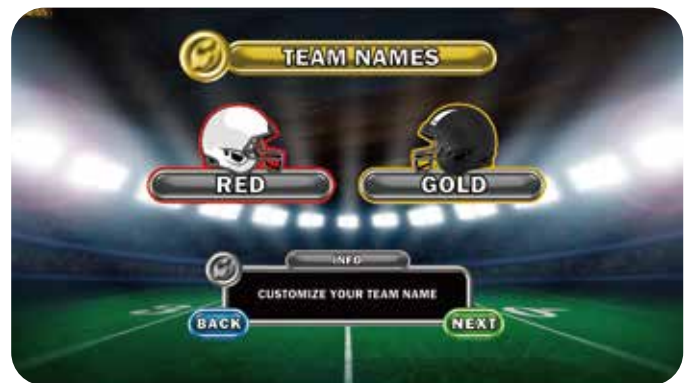 TEAM NAMES
RED
GOLD
INFO
CUSTOMIZE YOUR TEAM NAME
BACK
NEXT